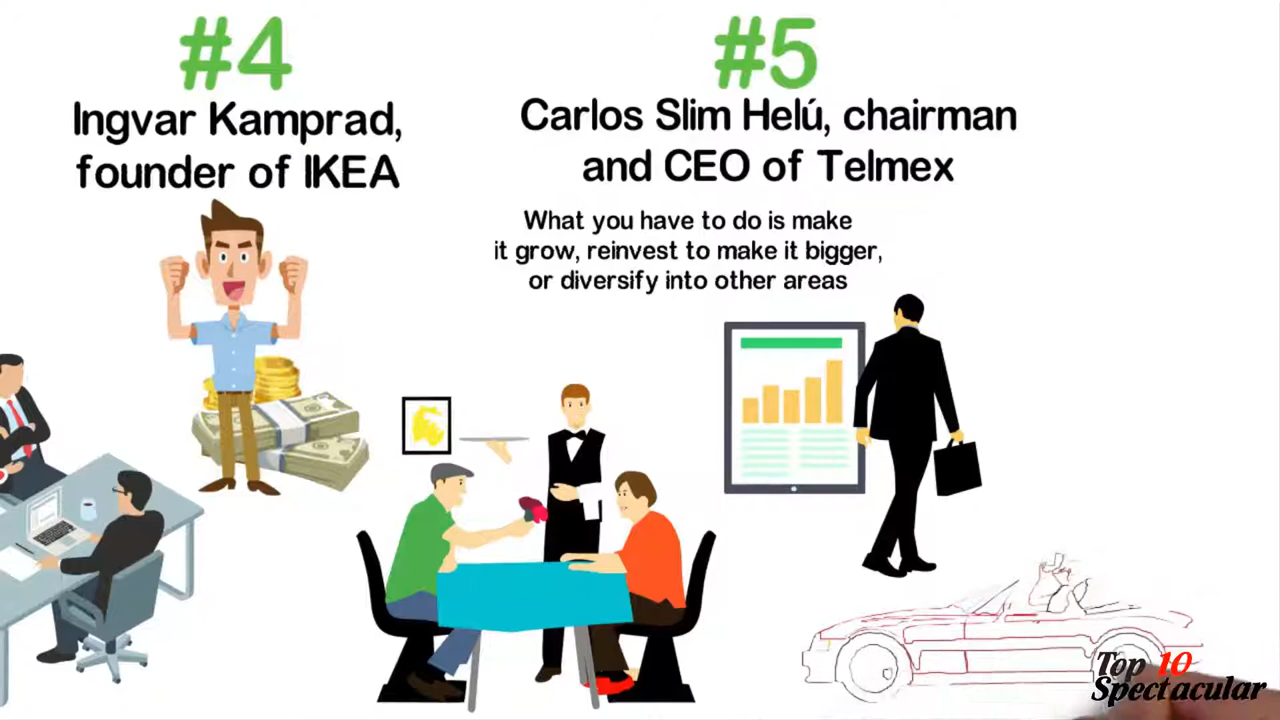 #4
Ingvar Kamprad,
founder of IKEA
#5
Carlos Slim Helú, chairman
and CEO of Telmex
What you have to do is make
it grow, reinvest to make it bigger,
or diversify into other areas
Top 10
Spectacular